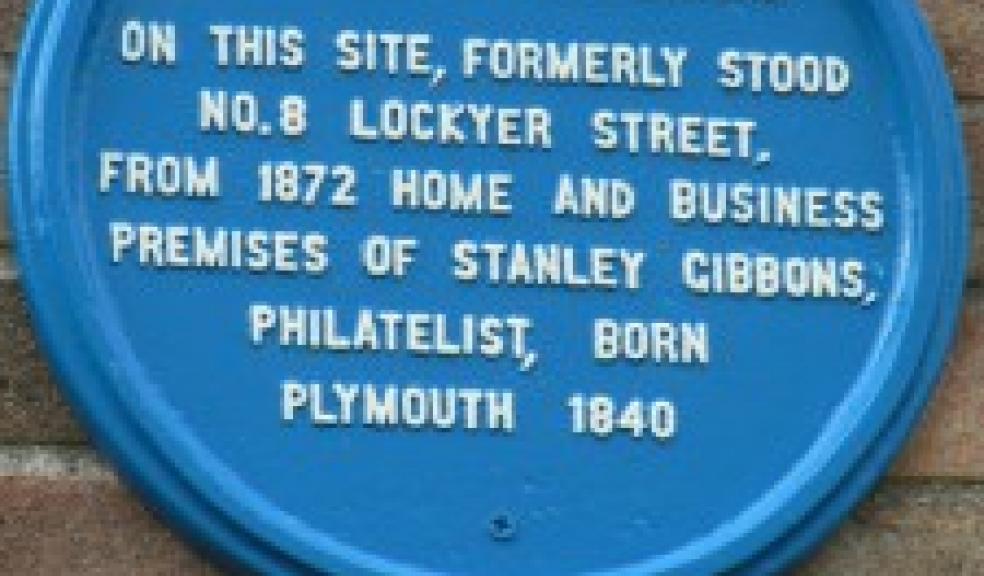 ON THIS SITE, FORMERLY STOOD
NO.8 LOCKYER STREET,
FROM 1872 HOME AND BUSINESS
PREMISES OF STANLEY GIBBONS,
PHILATELIST, BORN
PLYMOUTH 1840